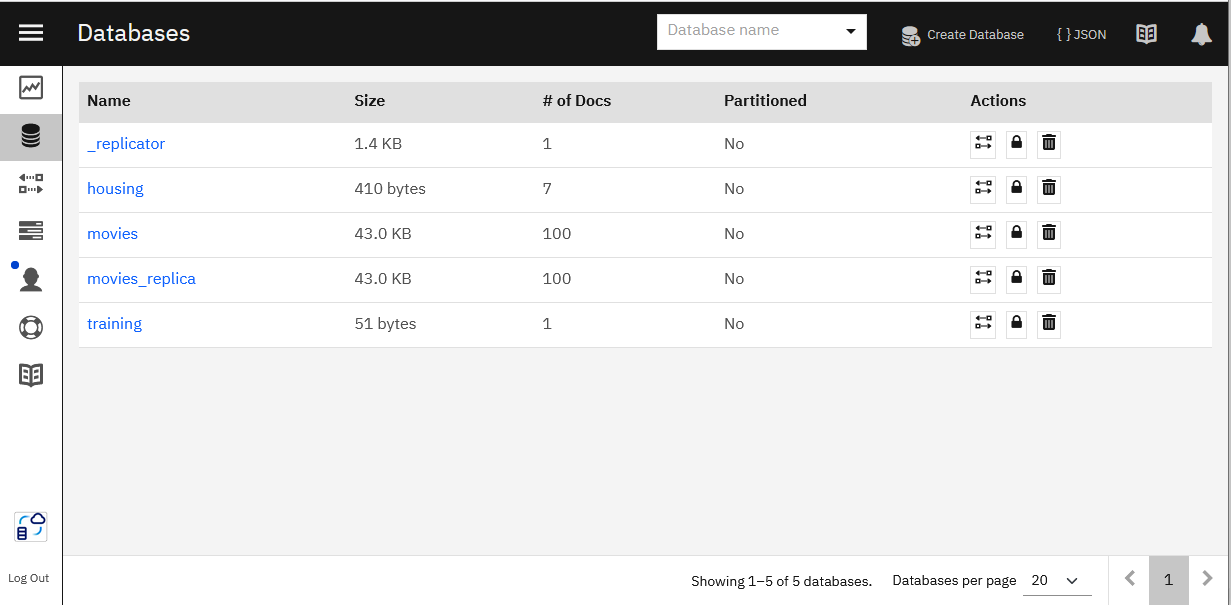 Databases
Database name
Create Database
{ } JSON
Name Size # of Docs Partitioned Actions
_replicator 1.4 KB 1 No
housing 410 bytes 7 No
movies 43.0 KB 100 No
movies_replica 43.0 KB 100 No
training 51 bytes 1 No
Log Out
Showing 1–5 of 5 databases. Databases per page 20 1